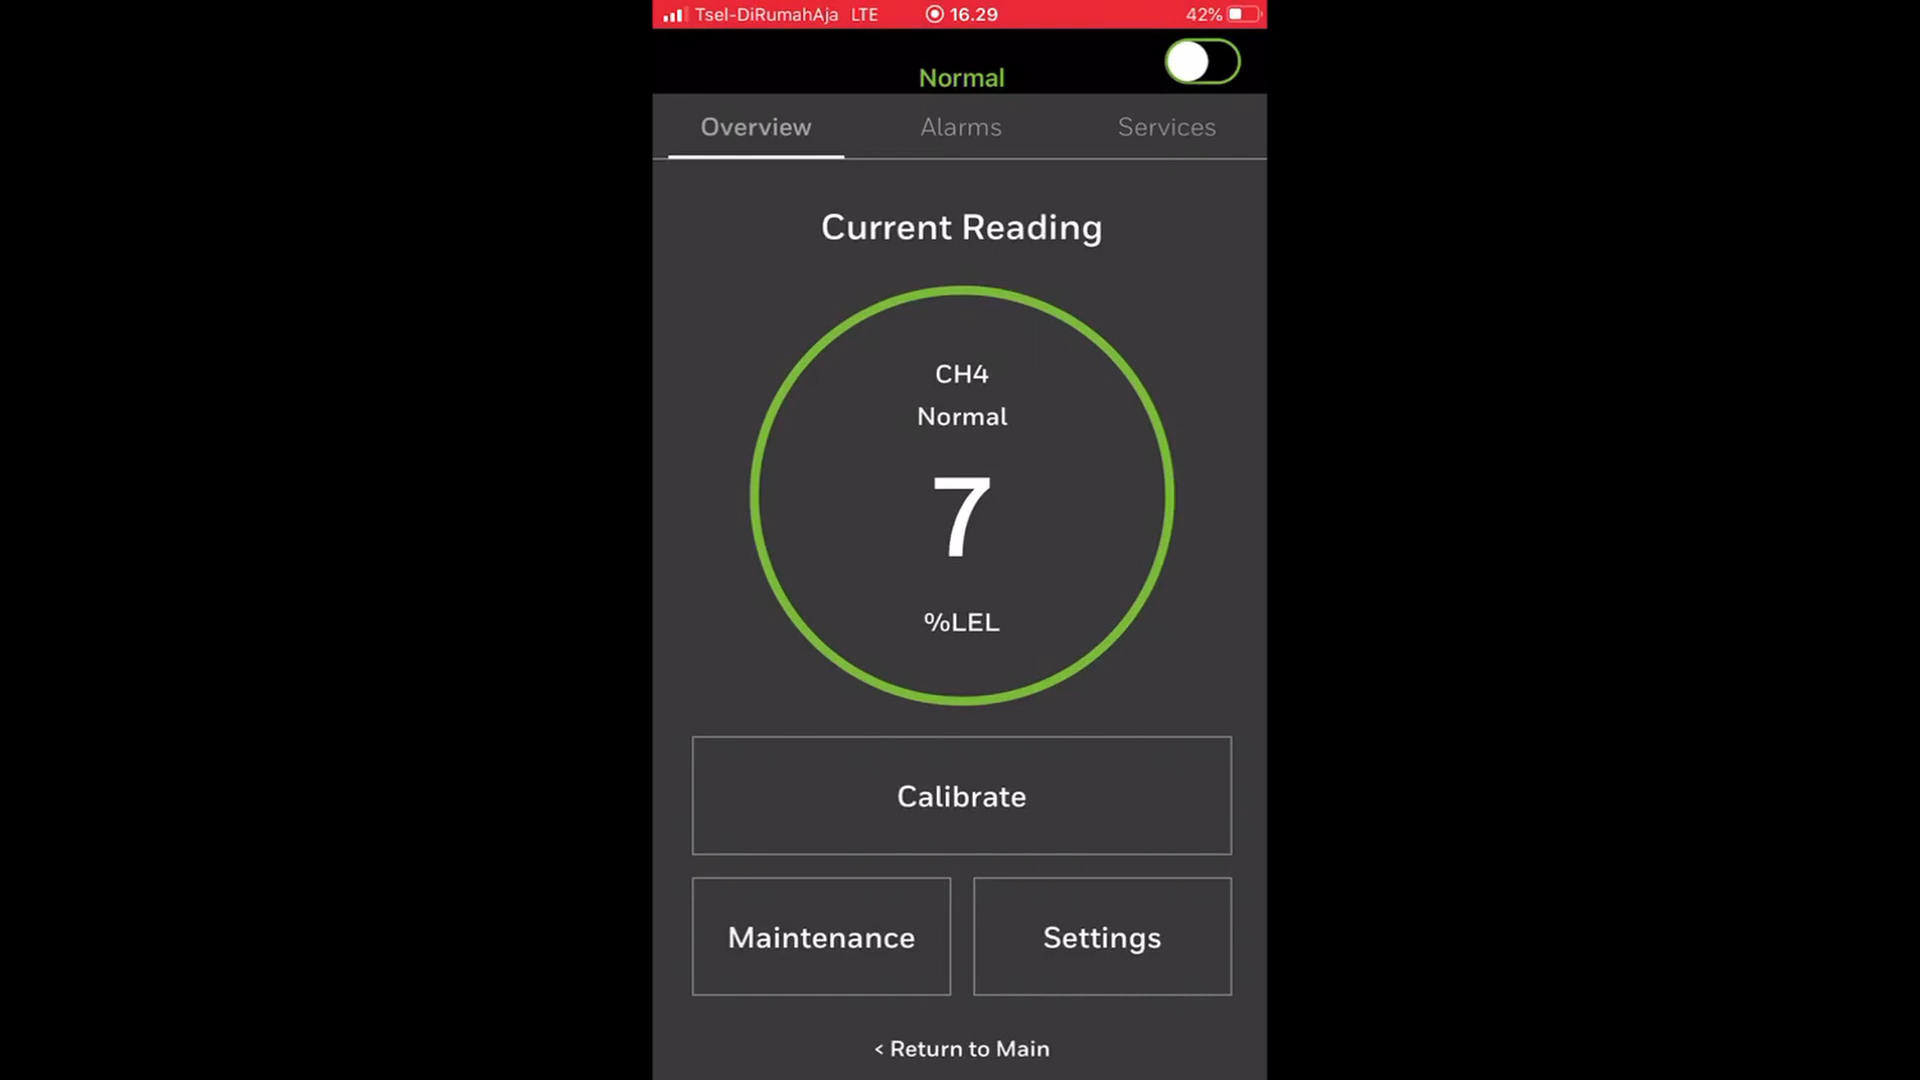 Tsel-DiRumahAja LTE 16.29 42%
Normal
Overview Alarms Services
Current Reading
CH4
Normal
7
%LEL
Calibrate
Maintenance Settings
< Return to Main